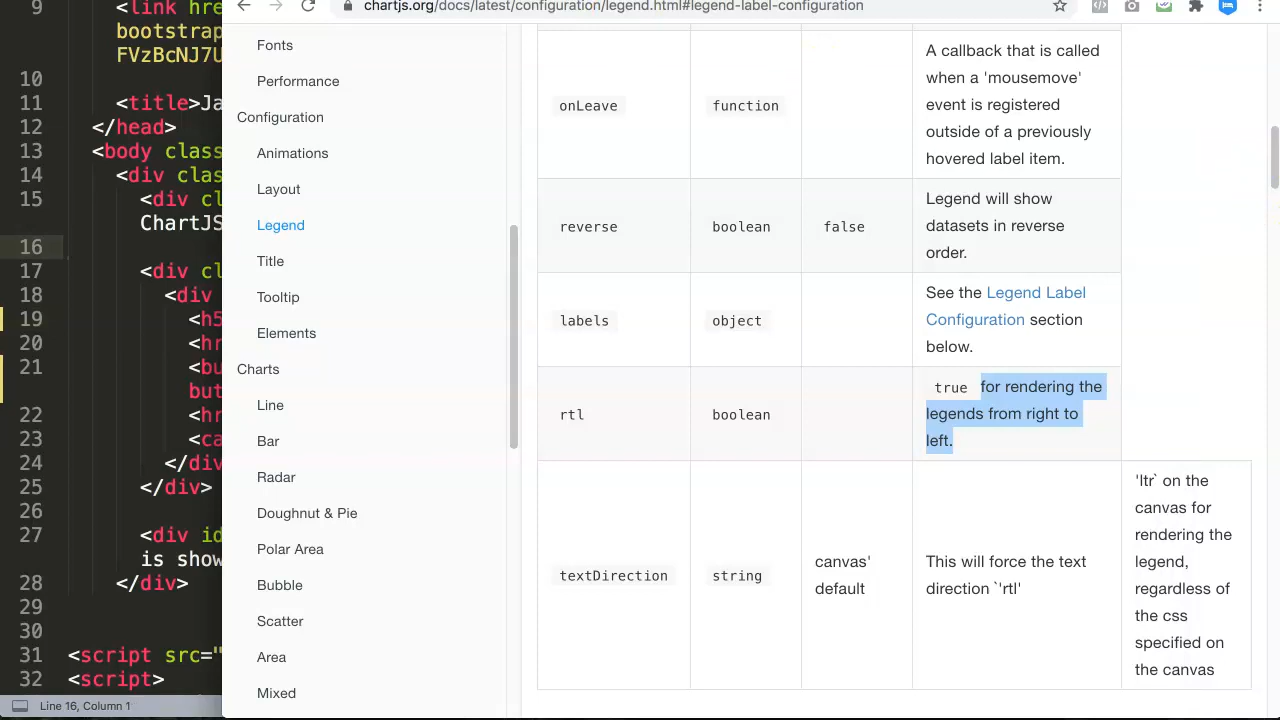 chartjs.org/docs/latest/configuration/legend.html#legend-label-configuration
9 <link hre
bootstrap
FVzBcNJ7U
10
11 <title>Ja
12 </head>
13 <body class
14 <div clas
15 <div cl
ChartJS
16
17 <div cl
18 <div
19 <h5
20 <hr
21 <bu
but
22 <hr
23 <ca
24 </div
25 </div>
26
27 <div id
is show
28 </div>
29
30
31 <script src="
32 <script>
Line 16, Column 1
Fonts
Performance
Configuration
Animations
Layout
Legend
Title
Tooltip
Elements
Charts
Line
Bar
Radar
Doughnut & Pie
Polar Area
Bubble
Scatter
Area
Mixed
onLeave function A callback that is called
when a 'mousemove'
event is registered
outside of a previously
hovered label item.
reverse boolean false Legend will show
datasets in reverse
order.
labels object See the Legend Label
Configuration section
below.
rtl boolean true for rendering the
legends from right to
left.
textDirection string canvas'
default
This will force the text
direction `'rtl'
'ltr` on the
canvas for
rendering the
legend,
regardless of
the css
specified on
the canvas